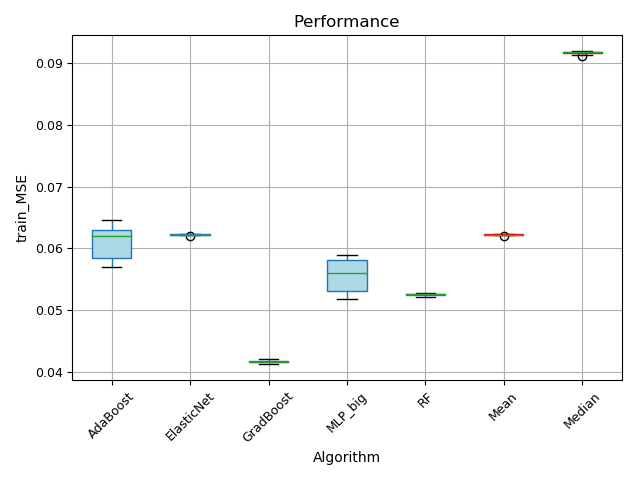 Performance
train_MSE
0.09
0.08
0.07
0.06
0.05
0.04
AdaBoost
ElasticNet
GradBoost
MLP_big
RF
Mean
Median
Algorithm